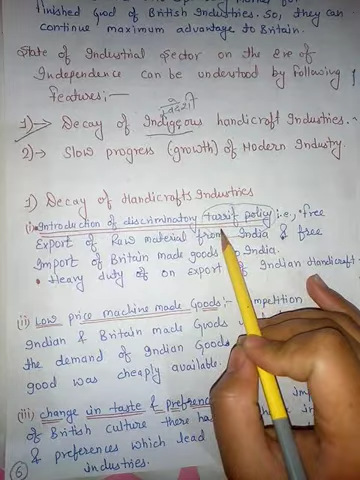 finished Good of British Industries. So, they can
continue maximum advantage to Britain.
State of Industrial Sector on the Eve of
Independence can be understood by following
features;—
1) Decay of Indigeous handicraft Industries.
2) → Slow progress (growth) of Modern Industry.
1) Decay of Handicrafts Industries
(i) Introduction of discriminatory tarrif policy i.e., free
Export of Raw material from India & free
Import of Britain made goods India.
• Heavy duty of on export of Indian Handicraft
(ii) Low price machine made Goods:- Competition
Indian & Britain made Goods
the demand of Indian Goods
good was cheaply available.
(iii) change in taste & preference
of British culture there
& preferences which lead
industries.
6